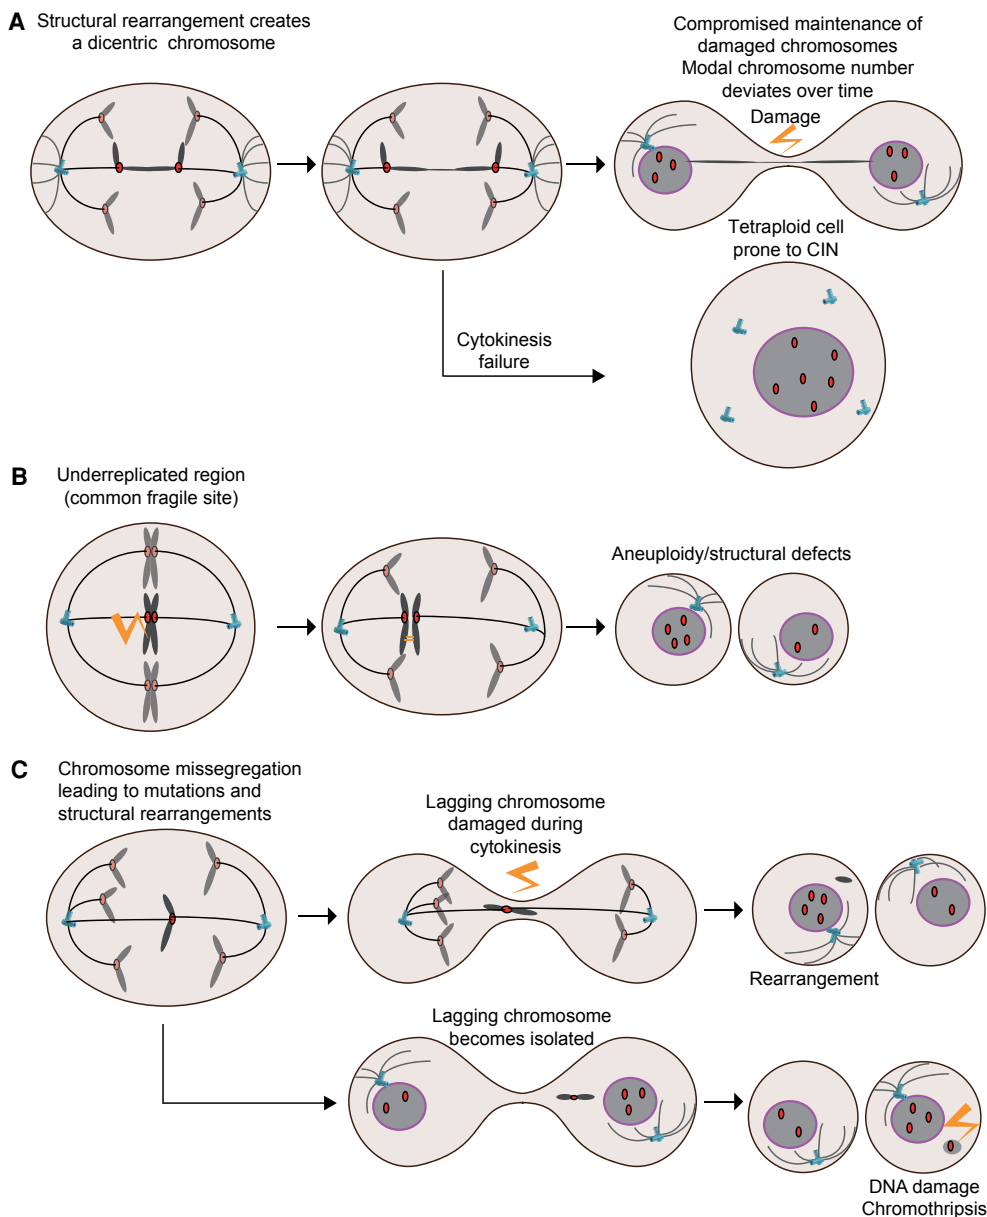 A
Structural rearrangement creates
a dicentric chromosome
Compromised maintenance of
damaged chromosomes
Modal chromosome number
deviates over time
Damage
Tetraploid cell
prone to CIN
Cytokinesis
failure
B
Underreplicated region
(common fragile site)
Aneuploidy/structural defects
C
Chromosome missegregation
leading to mutations and
structural rearrangements
Lagging chromosome
damaged during
cytokinesis
Rearrangement
Lagging chromosome
becomes isolated
DNA damage
Chromothripsis